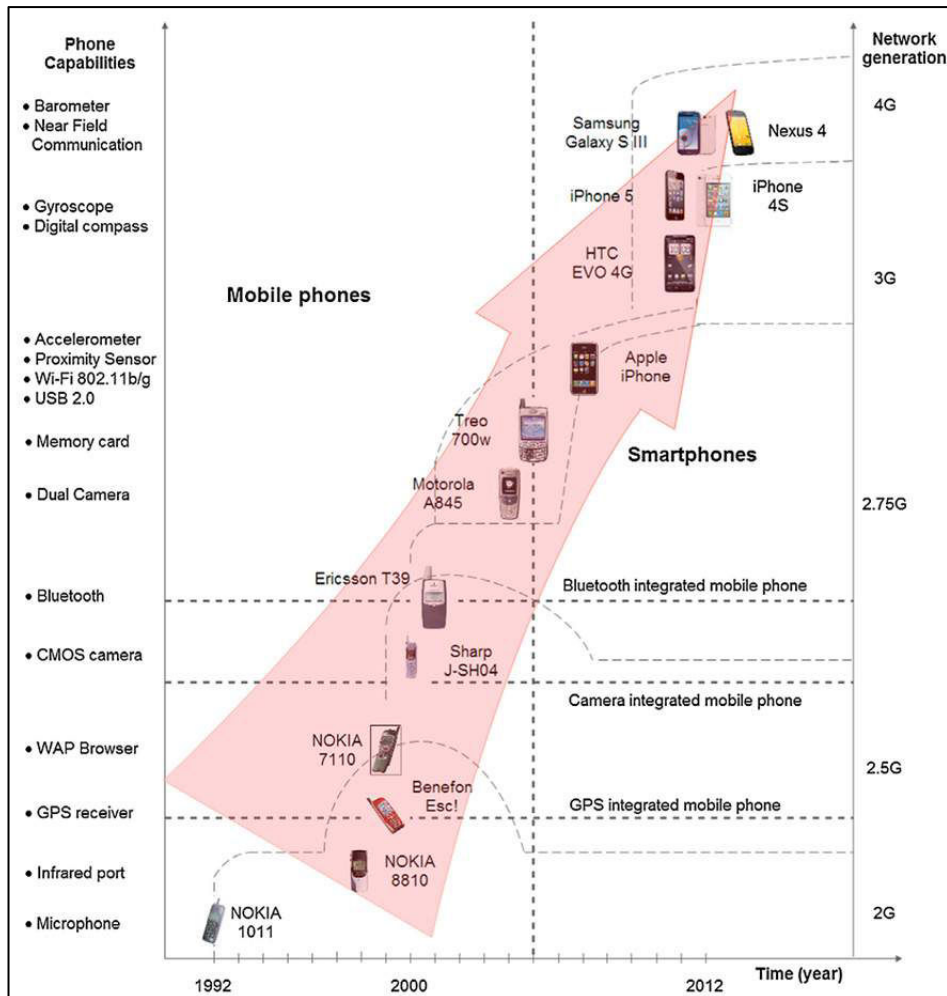 Phone
Capabilities
Network
generation
• Barometer
• Near Field
Communication
• Gyroscope
• Digital compass
• Accelerometer
• Proximity Sensor
• Wi-Fi 802.11b/g
• USB 2.0
• Memory card
• Dual Camera
• Bluetooth
• CMOS camera
• WAP Browser
• GPS receiver
• Infrared port
• Microphone
Mobile phones
Smartphones
Samsung
Galaxy S III
Nexus 4
iPhone 5
iPhone
4S
HTC
EVO 4G
Apple
iPhone
Treo
700w
Motorola
A845
Ericsson T39
Bluetooth integrated mobile phone
Sharp
J-SH04
Camera integrated mobile phone
NOKIA
7110
Benefon
Esc!
GPS integrated mobile phone
NOKIA
8810
NOKIA
1011
4G
3G
2.75G
2.5G
2G
Time (year)
1992
2000
2012